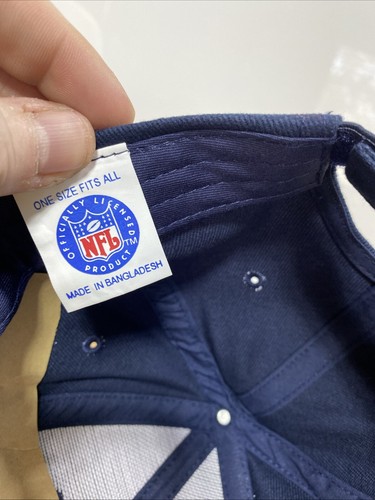 ONE SIZE FITS ALL
OFFICIALLY LICENSED
NFL
TM
PRODUCT
MADE IN BANGLADESH